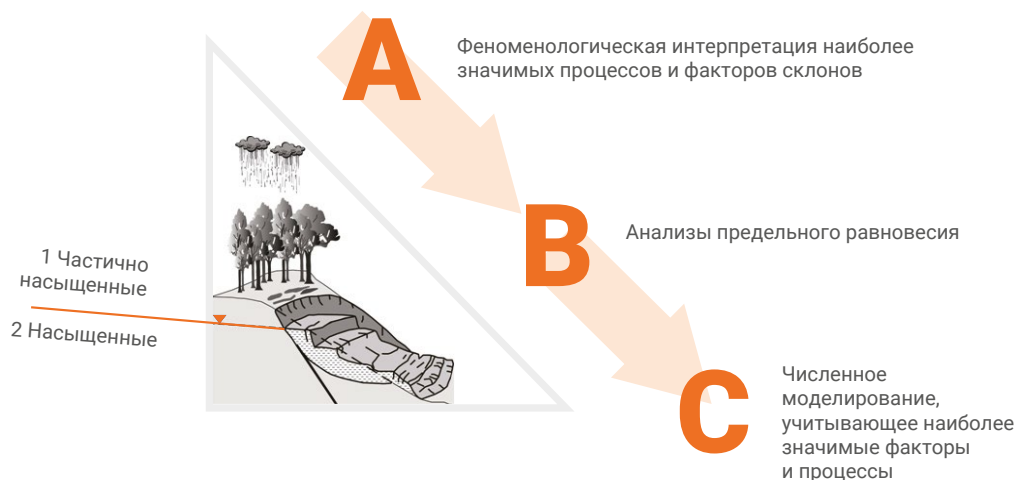 A
Феноменологическая интерпретация наиболее
значимых процессов и факторов склонов
B
Анализы предельного равновесия
1 Частично
насыщенные
2 Насыщенные
C
Численное
моделирование,
учитывающее наиболее
значимые факторы
и процессы